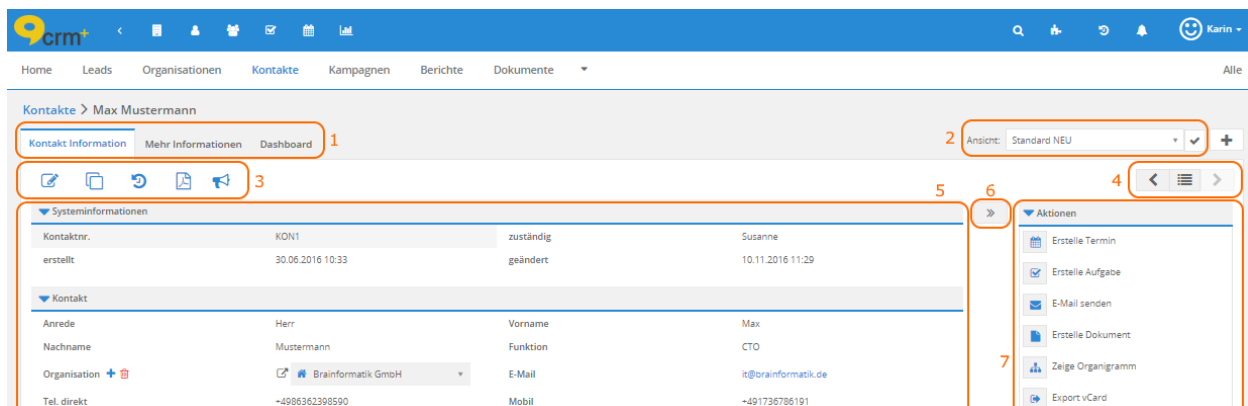 crm+ Karin
Home Leads Organisationen Kontakte Kampagnen Berichte Dokumente Alle
Kontakte > Max Mustermann
Kontakt Information Mehr Informationen Dashboard 1 2 Ansicht: Standard NEU
3 4
5 6
Systeminformationen Aktionen
Kontaktnr. KON1 zuständig Susanne Erstelle Termin
erstellt 30.06.2016 10:33 geändert 10.11.2016 11:29
Erstelle Aufgabe
Kontakt E-Mail senden
Anrede Herr Vorname Max
Erstelle Dokument
Nachname Mustermann Funktion CTO
7 Zeige Organigramm
Organisation Brainformatik GmbH E-Mail it@brainformatik.de
Tel. direkt +4986362398590 Mobil +491736786191 Export vCard